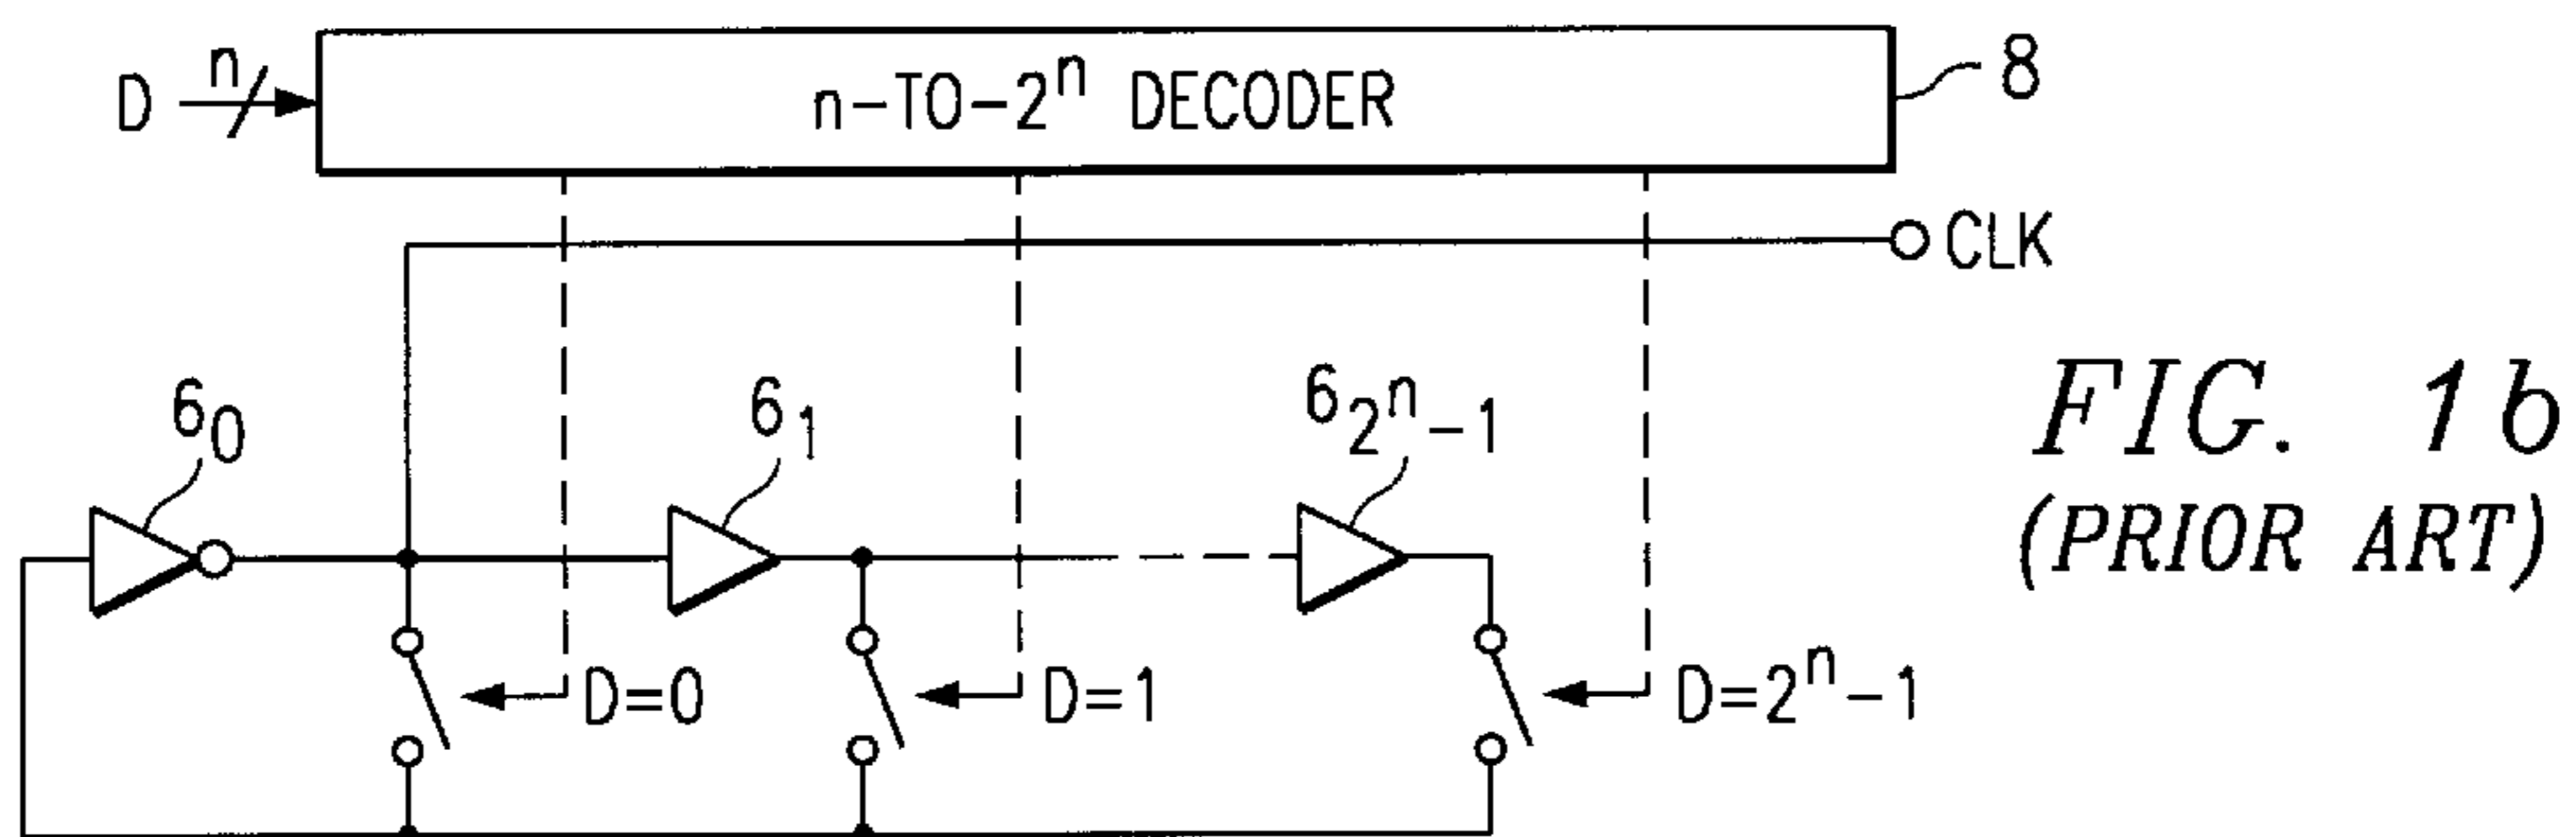 D
n
n-TO-2ⁿ DECODER
8
CLK
6₀
6₁
6₂ⁿ-1
D=0
D=1
D=2ⁿ-1
FIG. 1b
(PRIOR ART)